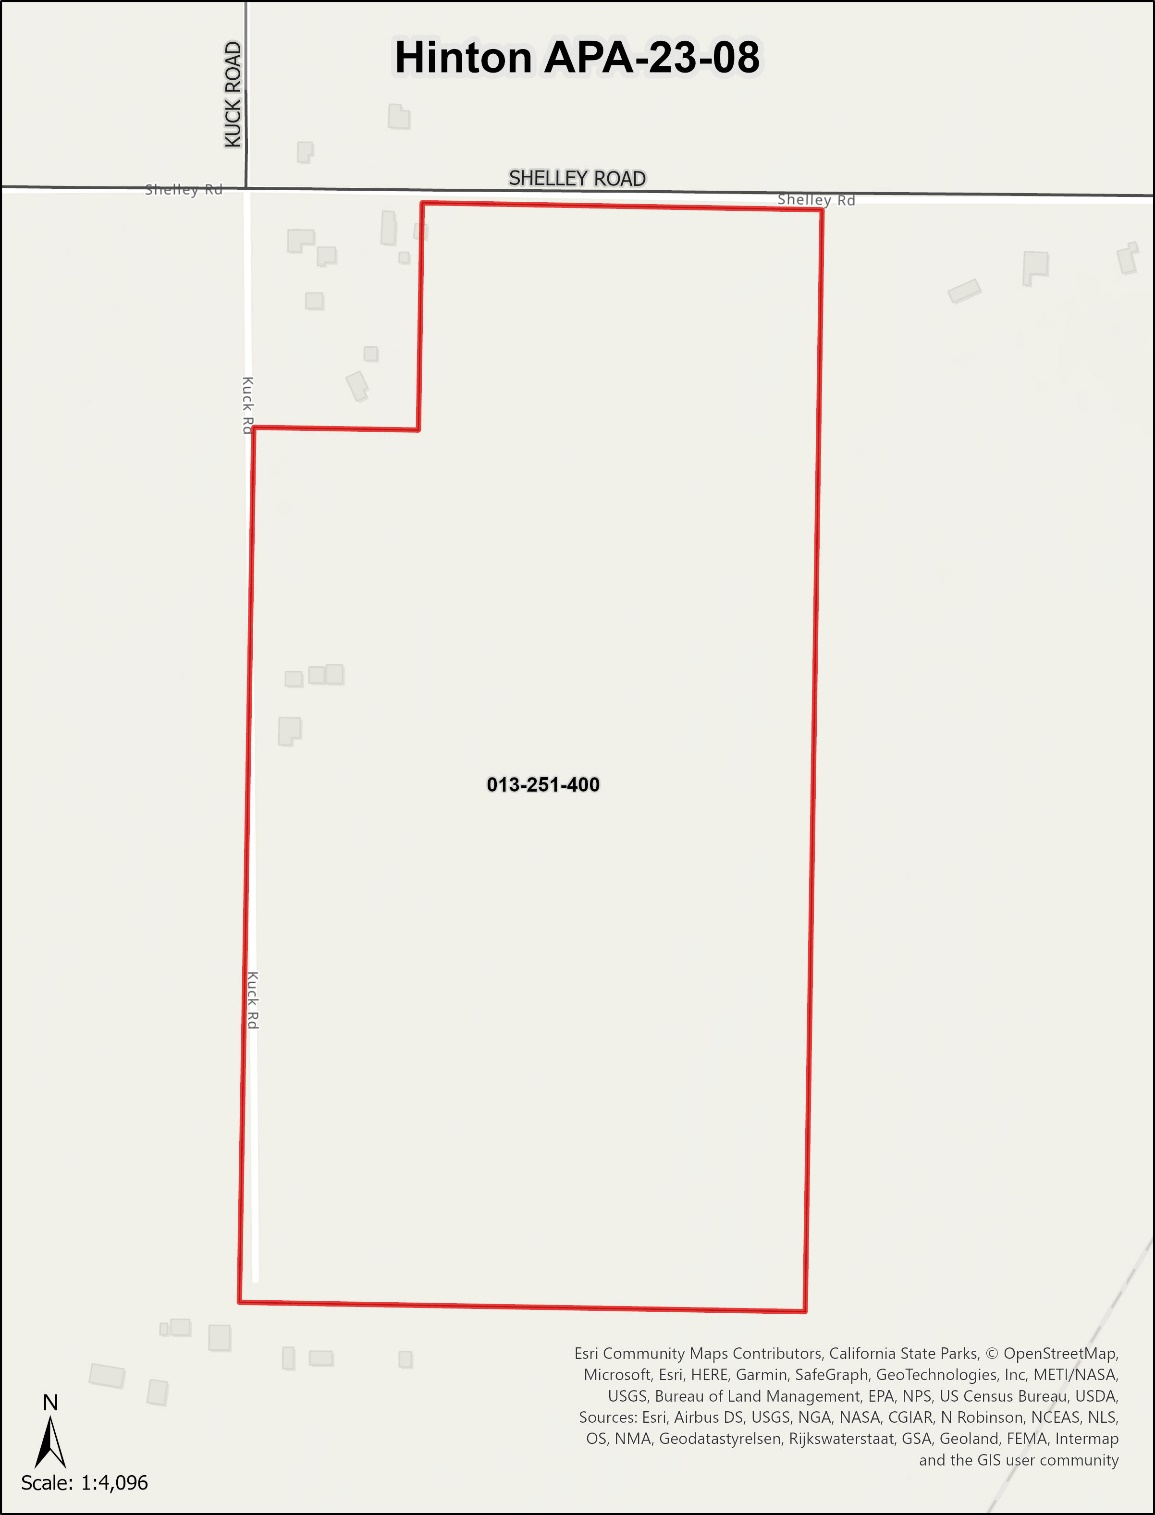 Hinton APA-23-08
KUCK ROAD
SHELLEY ROAD
Shelley Rd
Shelley Rd
Kuck Rd
013-251-400
Kuck Rd
Esri Community Maps Contributors, California State Parks, © OpenStreetMap,
Microsoft, Esri, HERE, Garmin, SafeGraph, GeoTechnologies, Inc, METI/NASA,
USGS, Bureau of Land Management, EPA, NPS, US Census Bureau, USDA,
Sources: Esri, Airbus DS, USGS, NGA, NASA, CGIAR, N Robinson, NCEAS, NLS,
OS, NMA, Geodatastyrelsen, Rijkswaterstaat, GSA, Geoland, FEMA, Intermap
and the GIS user community
N
Scale: 1:4,096